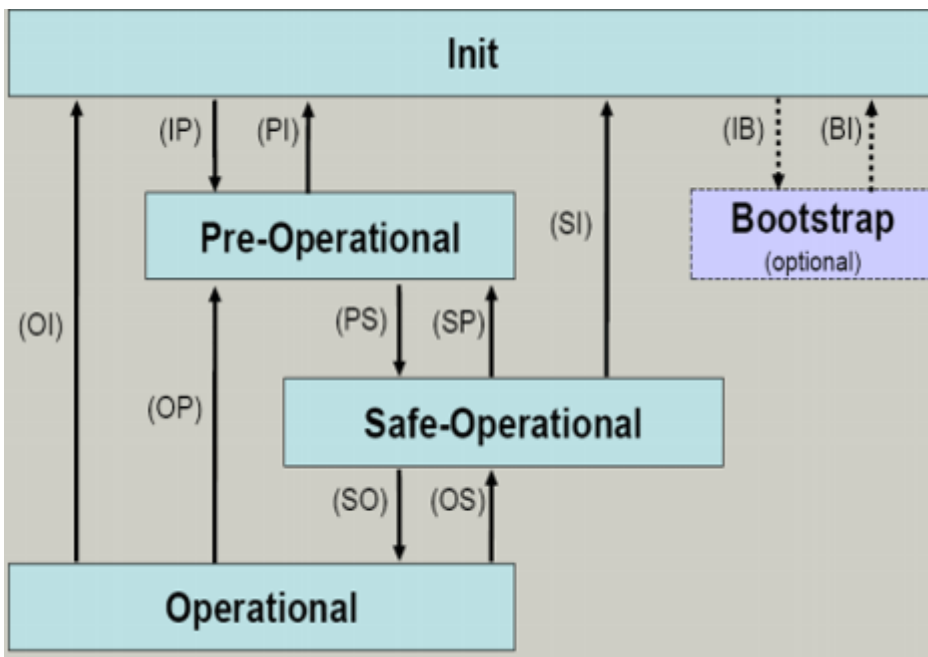 Init
(IP)
(PI)
(IB)
(BI)
Pre-Operational
(SI)
Bootstrap
(optional)
(OI)
(PS)
(SP)
(OP)
Safe-Operational
(SO)
(OS)
Operational